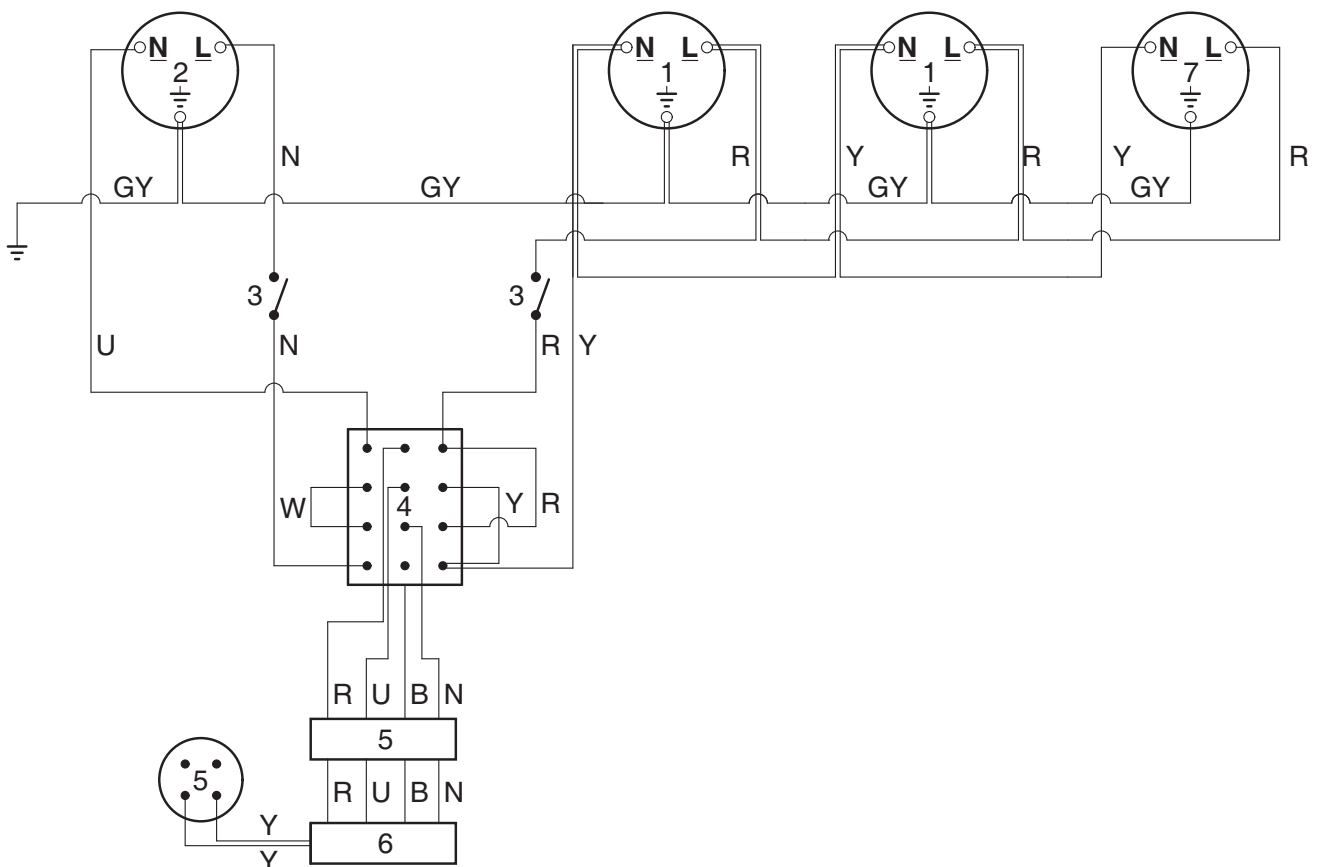 N L N L N L N L
2 1 1 7
N R Y R Y R
GY GY GY GY
3 3
U N R Y
W 4 Y R
R U B N
5
5
R U B N
Y
6
Y